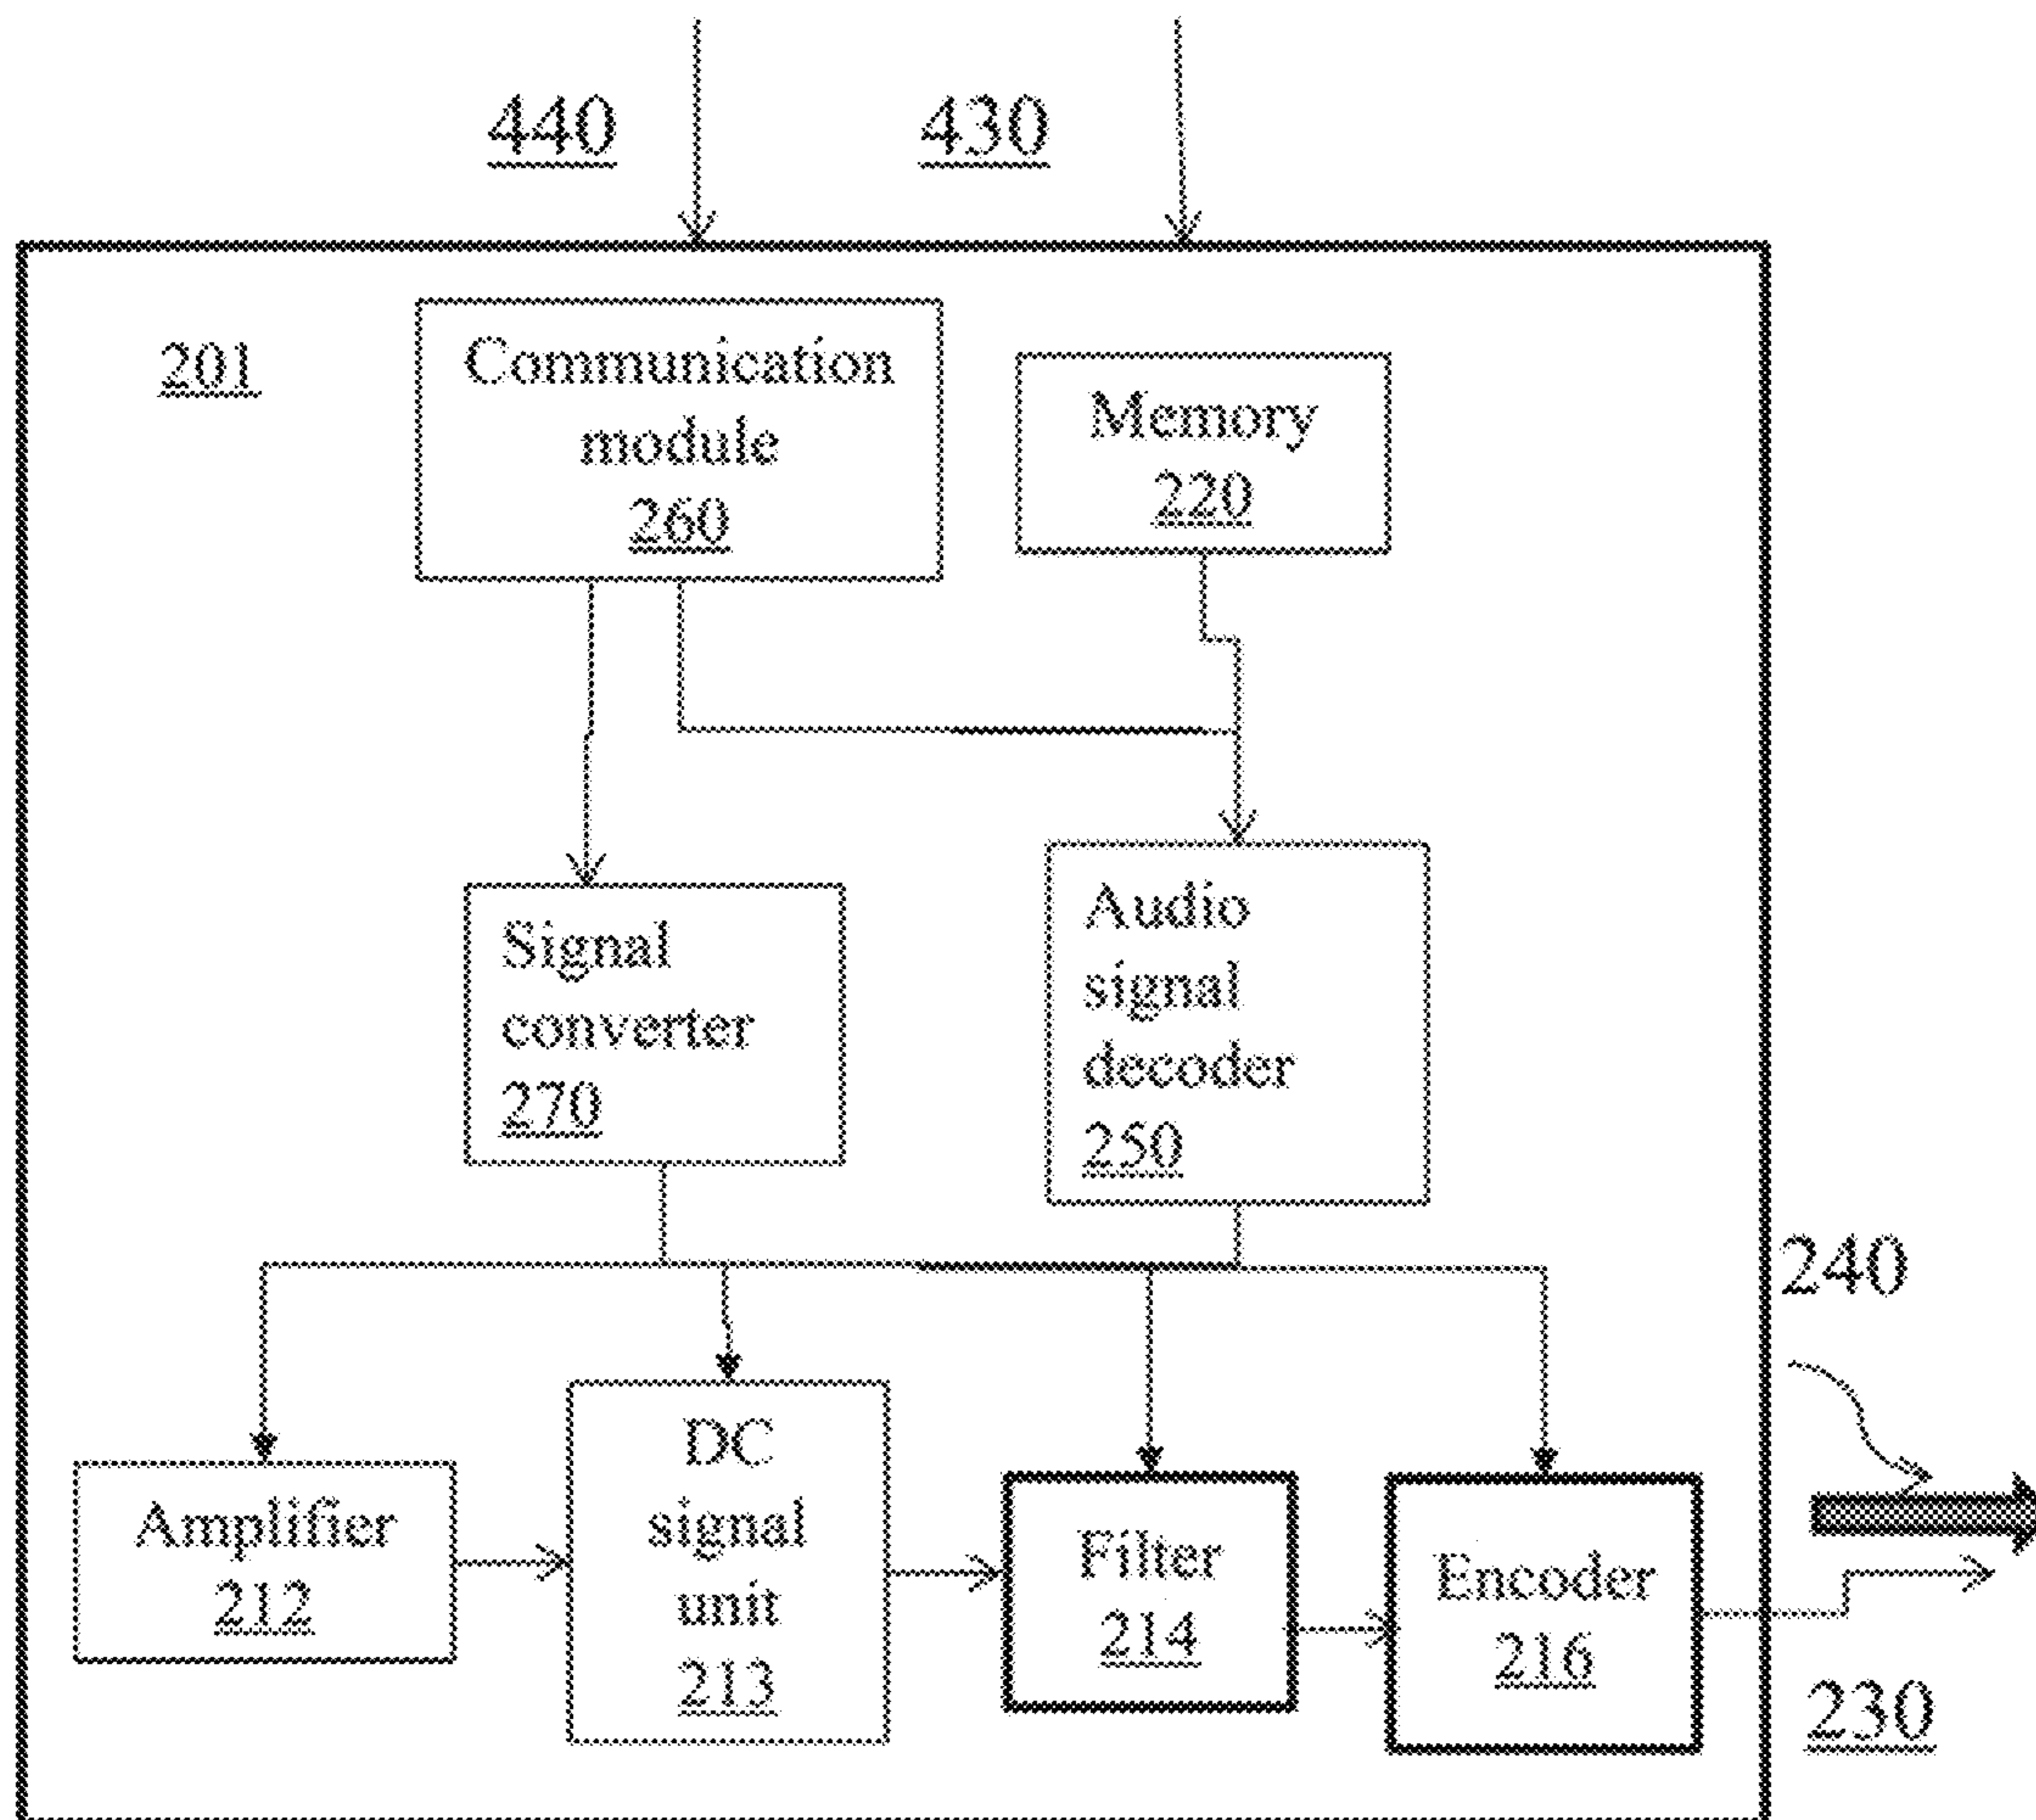 440
430
201
Communication
module
260
Memory
220
Signal
converter
270
Audio
signal
decoder
250
240
Amplifier
212
DC
signal
unit
213
Filter
214
Encoder
216
230